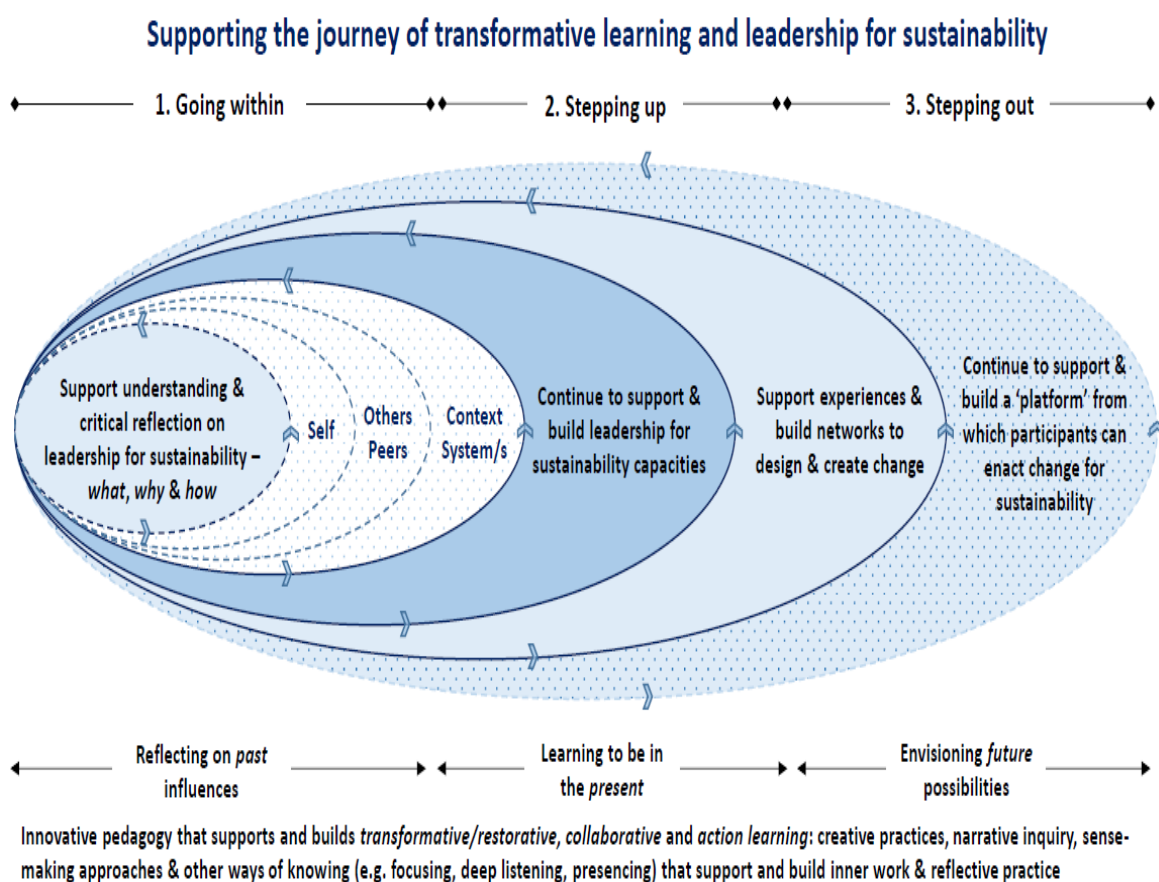 Supporting the journey of transformative learning and leadership for sustainability
1. Going within
2. Stepping up
3. Stepping out
Support understanding &
critical reflection on
leadership for sustainability –
what, why & how
Self
Others
Peers
Context
System/s
Continue to support &
build leadership for
sustainability capacities
Support experiences &
build networks to
design & create change
Continue to support &
build a ‘platform’ from
which participants can
enact change for
sustainability
Reflecting on past
influences
Learning to be in
the present
Envisioning future
possibilities
Innovative pedagogy that supports and builds transformative/restorative, collaborative and action learning: creative practices, narrative inquiry, sense-
making approaches & other ways of knowing (e.g. focusing, deep listening, presencing) that support and build inner work & reflective practice